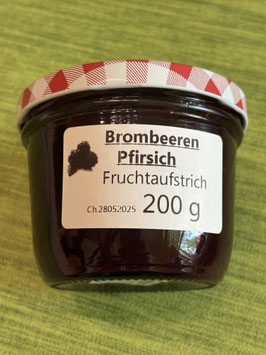 Brombeeren
Pfirsich
Fruchtaufstrich
Ch.28052025 200 g